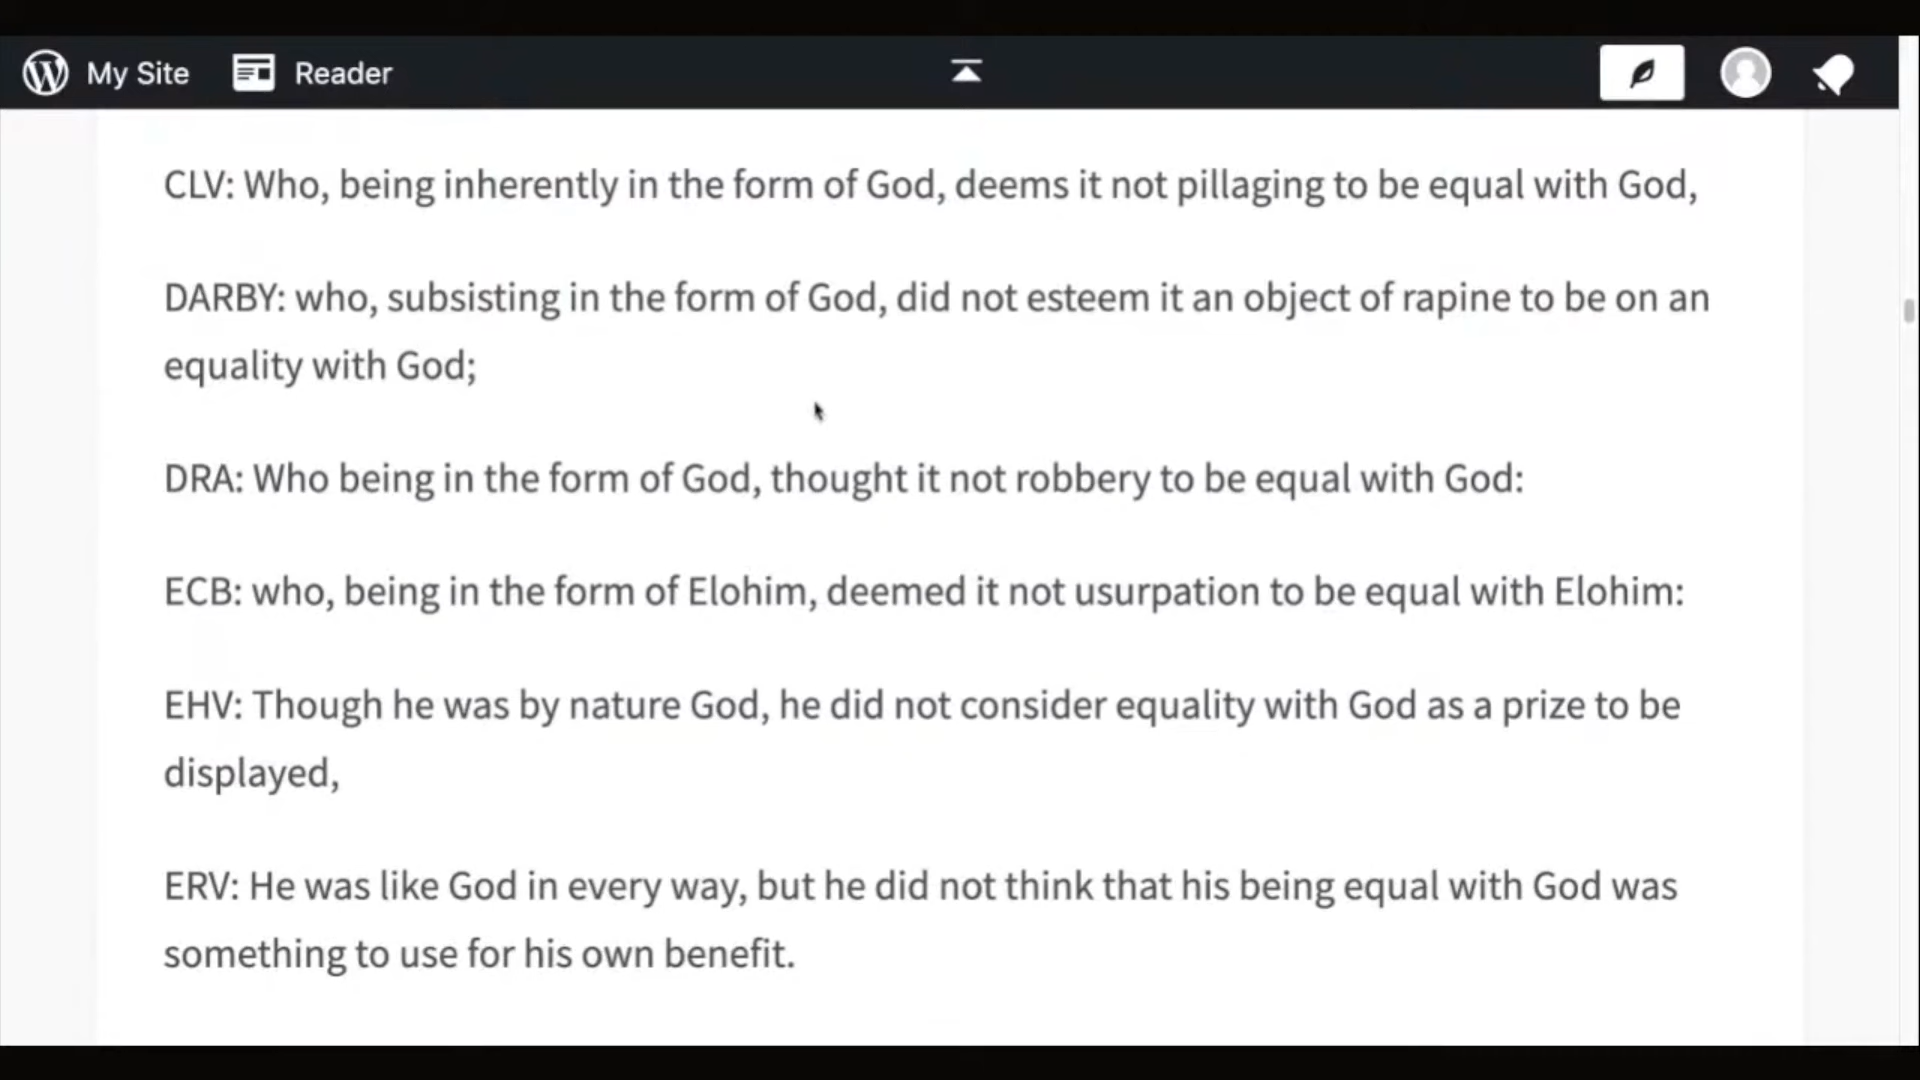 My Site
Reader
CLV: Who, being inherently in the form of God, deems it not pillaging to be equal with God,
DARBY: who, subsisting in the form of God, did not esteem it an object of rapine to be on an
equality with God;
DRA: Who being in the form of God, thought it not robbery to be equal with God:
ECB: who, being in the form of Elohim, deemed it not usurpation to be equal with Elohim:
EHV: Though he was by nature God, he did not consider equality with God as a prize to be
displayed,
ERV: He was like God in every way, but he did not think that his being equal with God was
something to use for his own benefit.